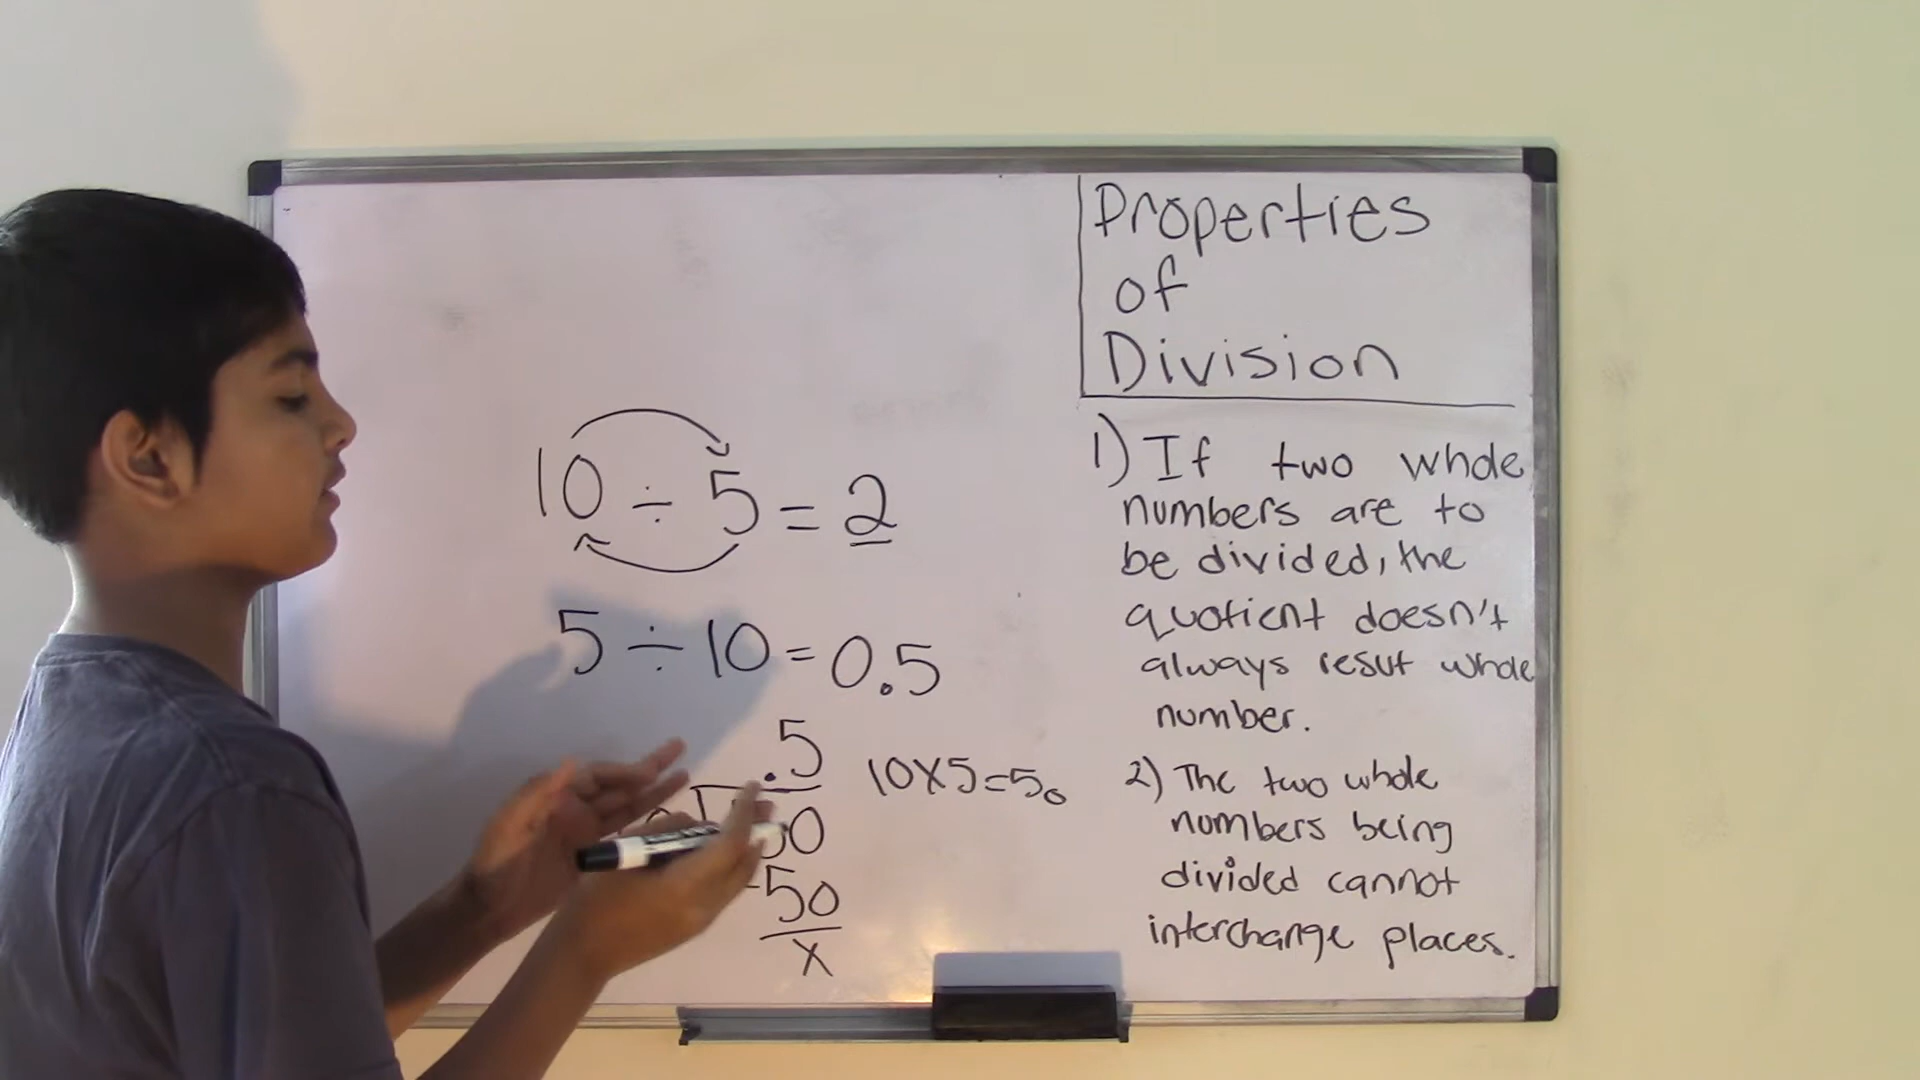 Properties
of
Division
1) If two whole
numbers are to
be divided, the
quotient doesn't
always resut whole
number.
2) The two whole
numbers being
divided cannot
interchange places.
10 ÷ 5 = 2
5 ÷ 10 = 0.5
.5
10x5=50
50
-50
x